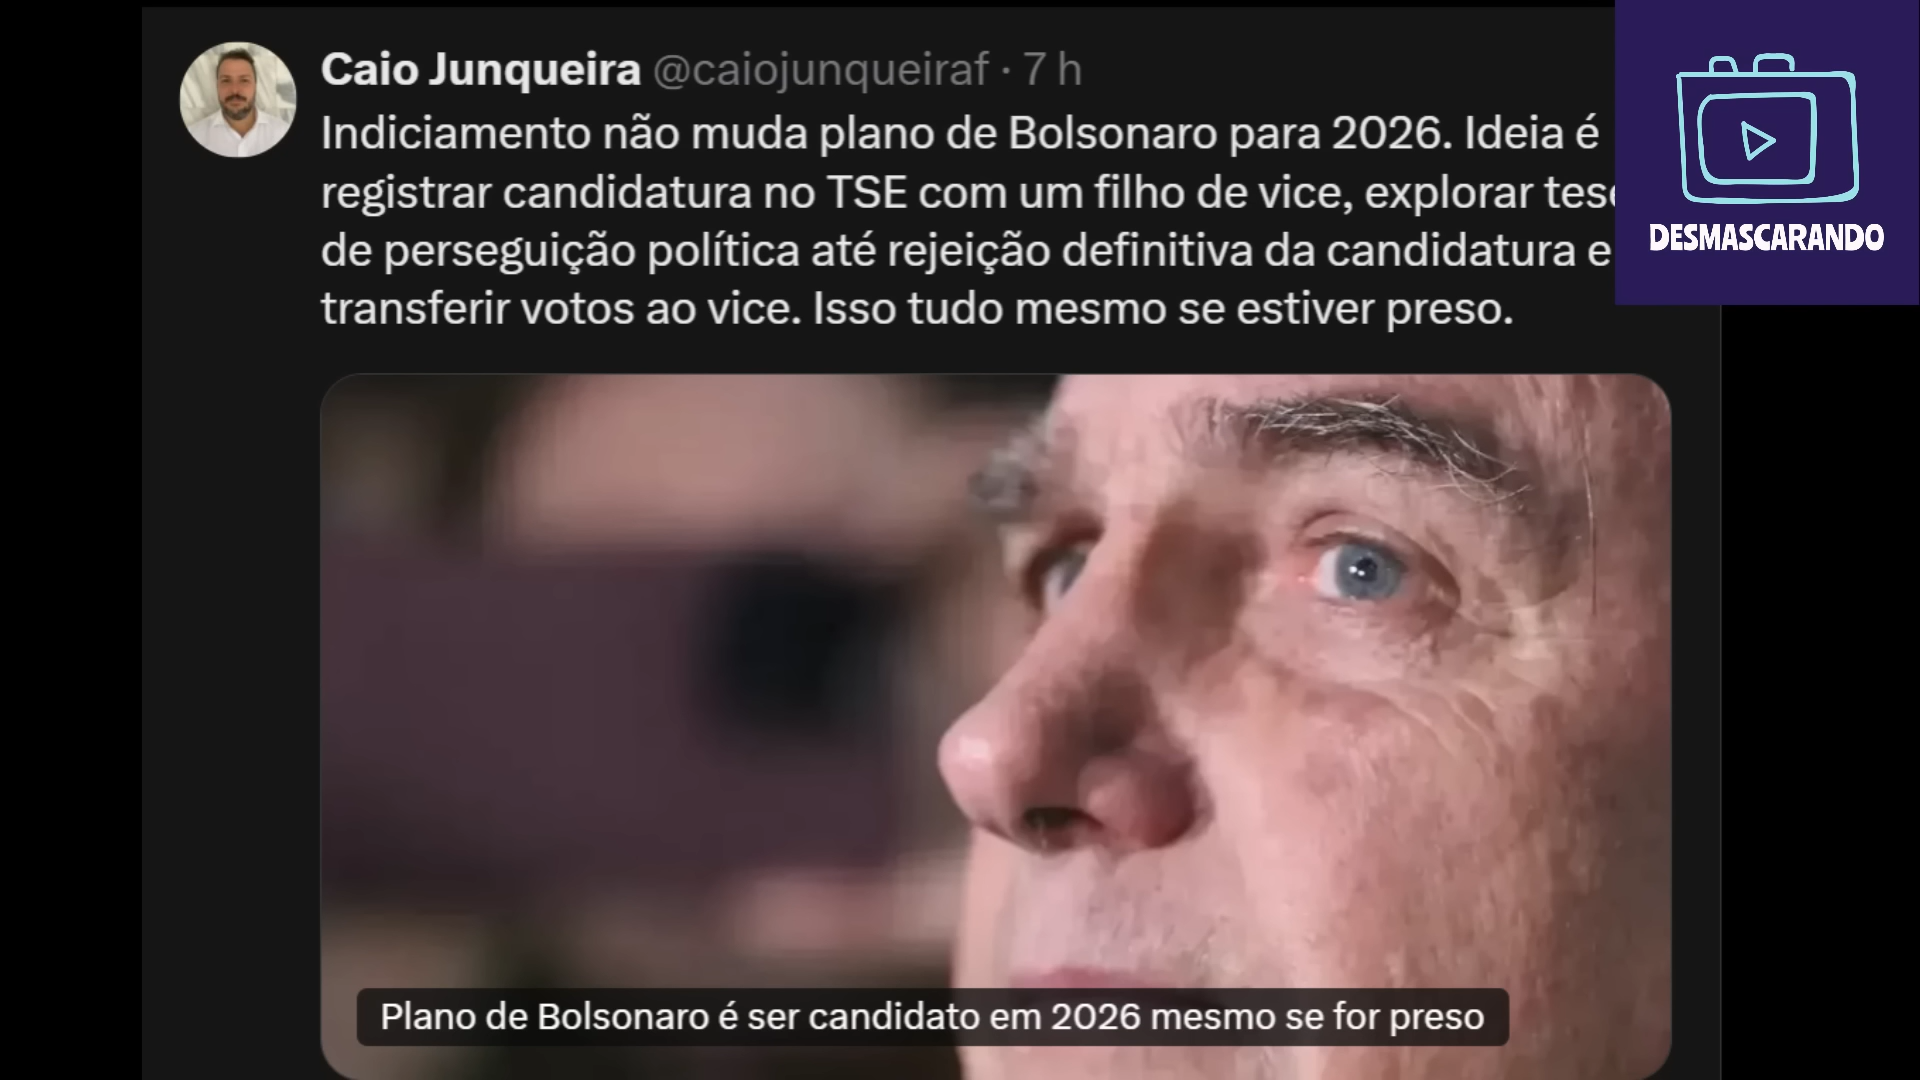 Caio Junqueira @caiojunqueiraf · 7 h
Indiciamento não muda plano de Bolsonaro para 2026. Ideia é
registrar candidatura no TSE com um filho de vice, explorar
de perseguição política até rejeição definitiva da candidatura e
transferir votos ao vice. Isso tudo mesmo se estiver preso.
DESMASCARANDO
Plano de Bolsonaro é ser candidato em 2026 mesmo se for preso